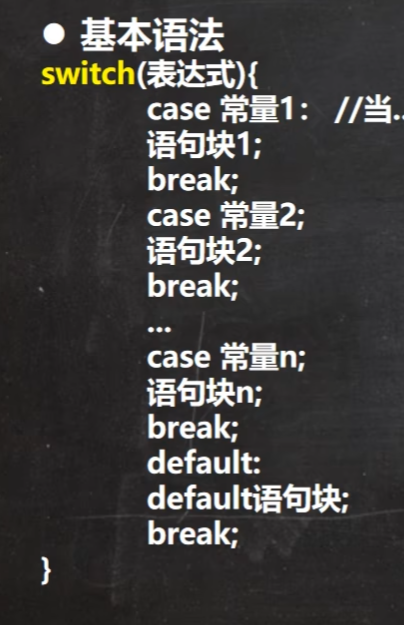 ● 基本语法
switch(表达式){
case 常量1： //当..
语句块1;
break;
case 常量2;
语句块2;
break;
...
case 常量n;
语句块n;
break;
default:
default语句块;
break;
}